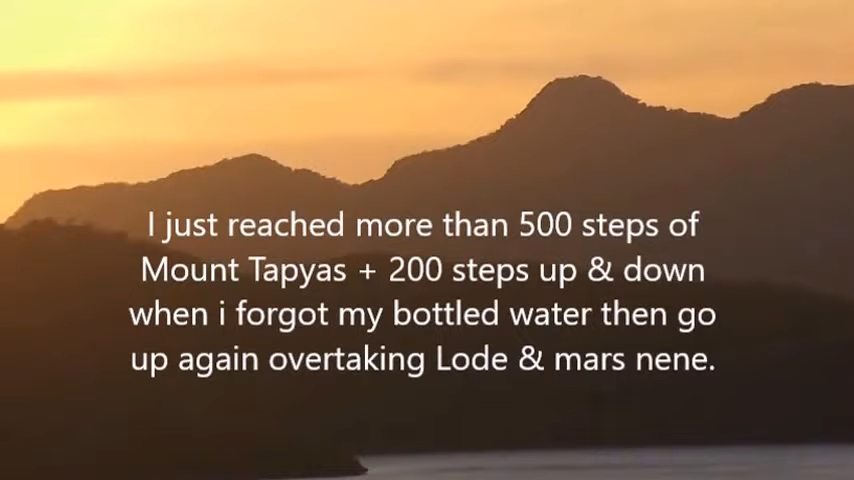 I just reached more than 500 steps of
Mount Tapyas + 200 steps up & down
when i forgot my bottled water then go
up again overtaking Lode & mars nene.